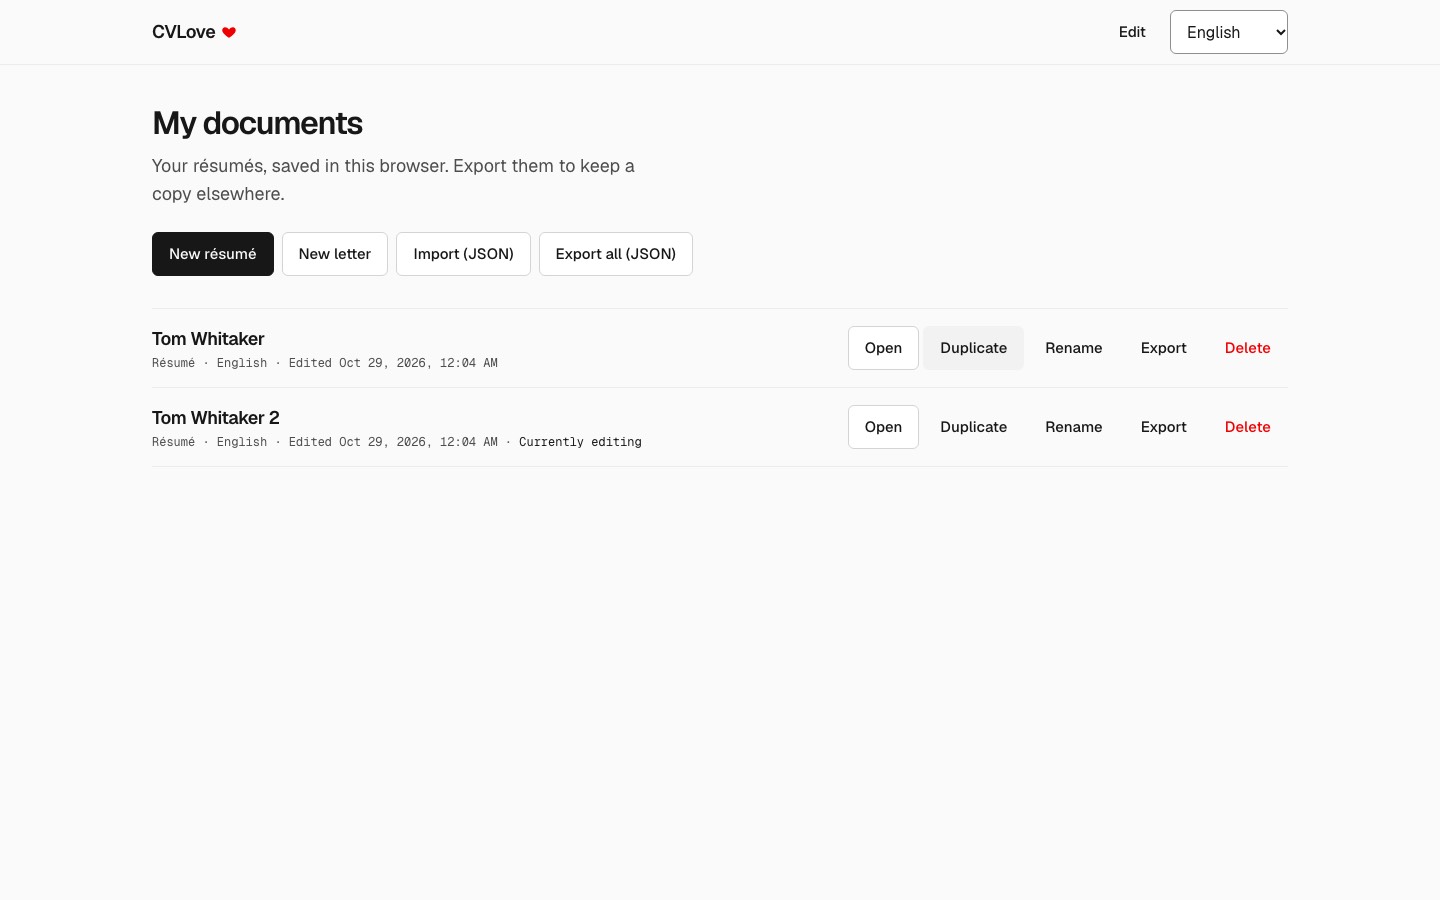 CVLove
Edit
English
My documents
Your résumés, saved in this browser. Export them to keep a
copy elsewhere.
New résumé
New letter
Import (JSON)
Export all (JSON)
Tom Whitaker
Résumé · English · Edited Oct 29, 2026, 12:04 AM
Open
Duplicate
Rename
Export
Delete
Tom Whitaker 2
Résumé · English · Edited Oct 29, 2026, 12:04 AM · Currently editing
Open
Duplicate
Rename
Export
Delete